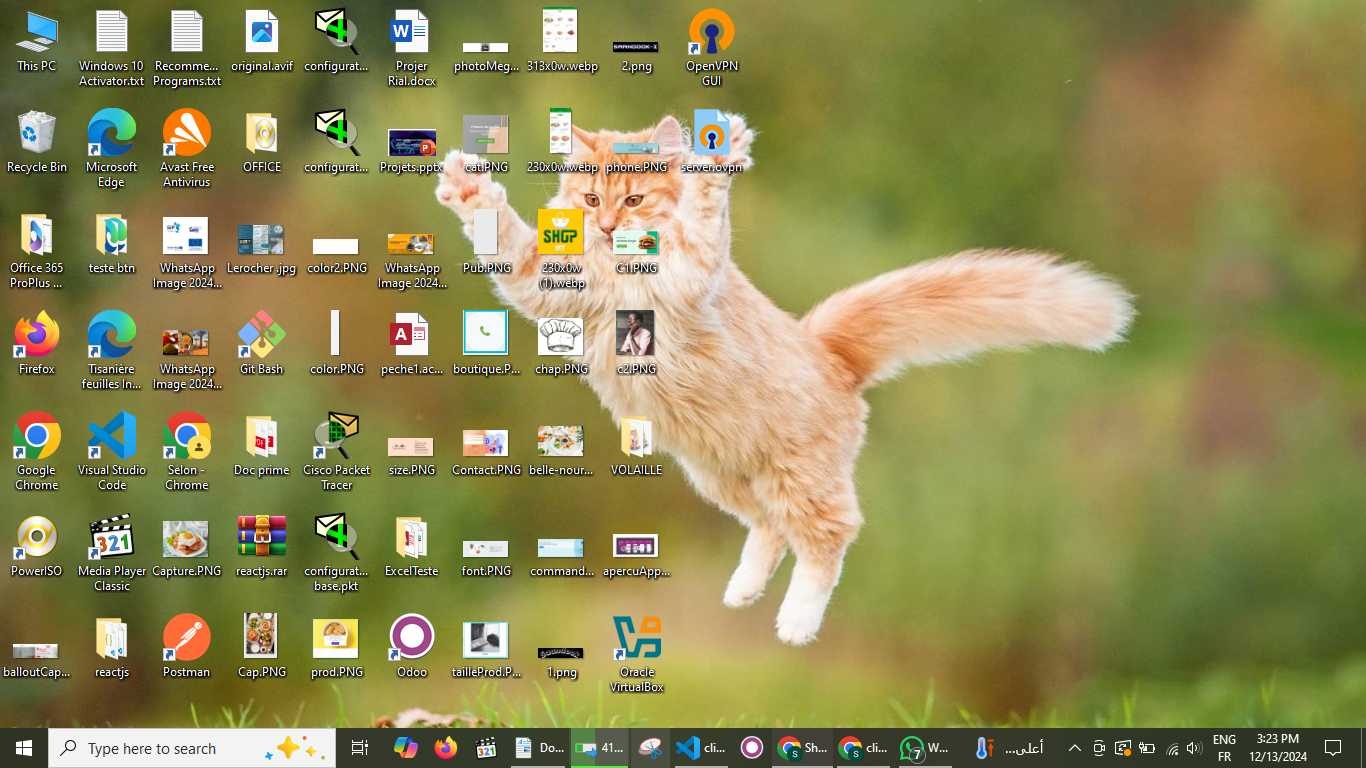 This PC
Windows 10
Activator.txt
Recomme...
Programs.txt
original.avif
configurat...
Projer
Rial.docx
photoMeg...
313x0w.webp
2.png
OpenVPN
GUI
Recycle Bin
Microsoft
Edge
Avast Free
Antivirus
OFFICE
configurat...
Projets.pptx
cat.PNG
230x0w.webp
phone.PNG
server.ovpn
Office 365
ProPlus ...
teste btn
WhatsApp
Image 2024...
Lerocher .jpg
color2.PNG
WhatsApp
Image 2024...
Pub.PNG
SHOP
230x0w
(1).webp
C1.PNG
Firefox
Tisanière
feuilles In...
WhatsApp
Image 2024...
Git Bash
color.PNG
peche1.ac...
boutique.P...
chap.PNG
c2.PNG
Google
Chrome
Visual Studio
Code
Selon -
Chrome
Doc prime
Cisco Packet
Tracer
size.PNG
Contact.PNG
belle-nour...
VOLAILLE
PowerISO
321
Media Player
Classic
Capture.PNG
reactjs.rar
configurat...
base.pkt
ExcelTeste
font.PNG
command...
apercuApp...
balloutCap...
reactjs
Postman
Cap.PNG
prod.PNG
Odoo
tailleProd.P...
1.png
Oracle
VirtualBox
Type here to search
321
Do...
41...
cli...
Sh...
cli...
7
W...
أعلى...
ENG
FR
3:23 PM
12/13/2024